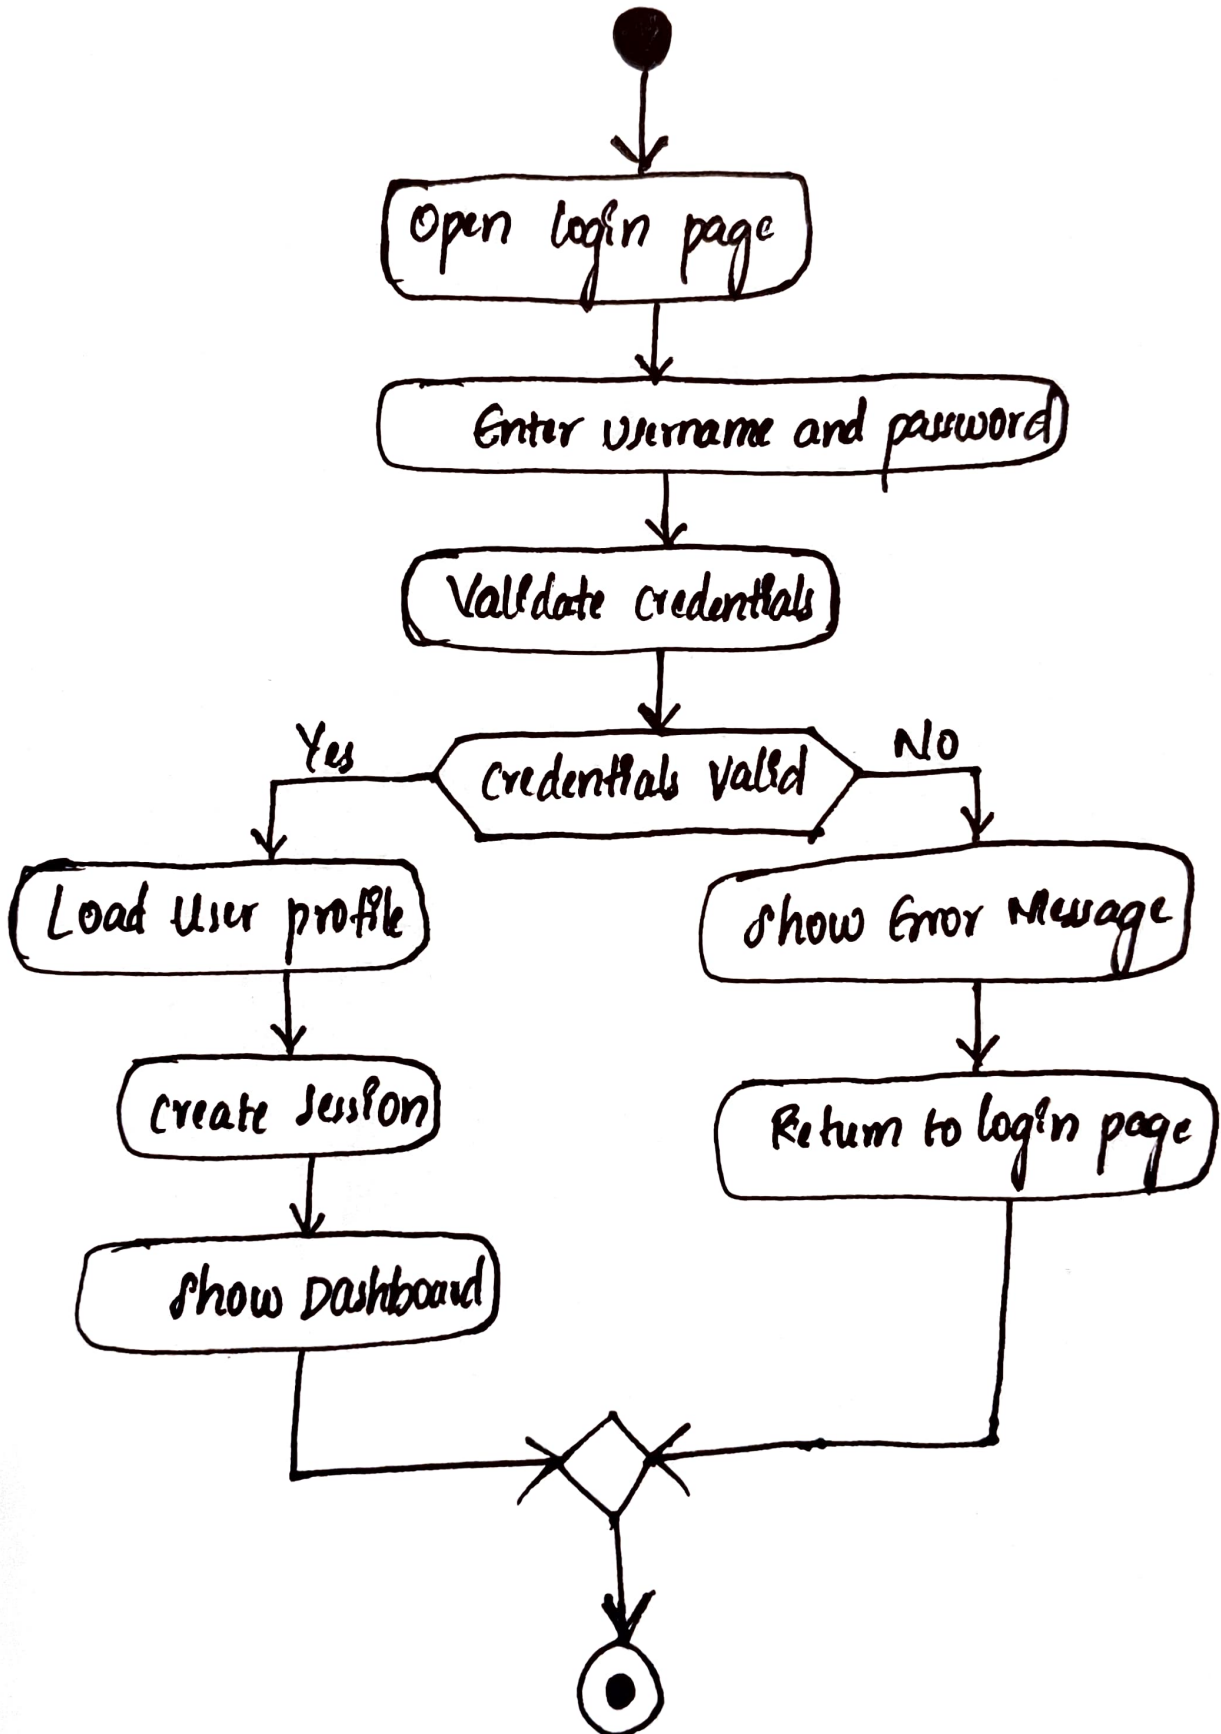 Open login page
Enter username and password
Validate credentials
Yes
credentials valid
No
Load User profile
Show Error Message
create session
Return to login page
Show Dashboard